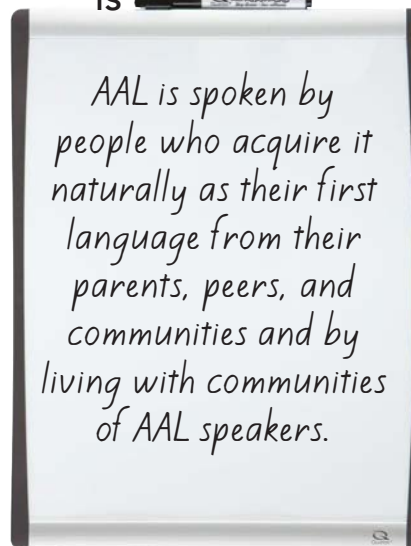 is
AAL is spoken by
people who acquire it
naturally as their first
language from their
parents, peers, and
communities and by
living with communities
of AAL speakers.